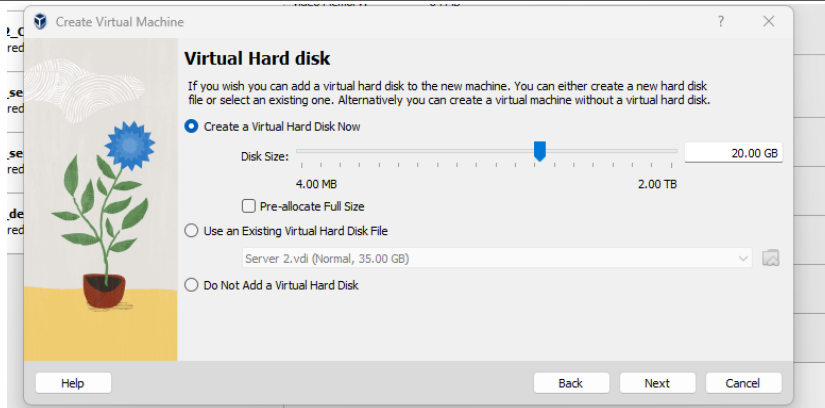 Create Virtual Machine
Virtual Hard disk
If you wish you can add a virtual hard disk to the new machine. You can either create a new hard disk
file or select an existing one. Alternatively you can create a virtual machine without a virtual hard disk.
Create a Virtual Hard Disk Now
Disk Size:
20.00 GB
4.00 MB
2.00 TB
Pre-allocate Full Size
Use an Existing Virtual Hard Disk File
Server 2.vdi (Normal, 35.00 GB)
Do Not Add a Virtual Hard Disk
Help
Back
Next
Cancel